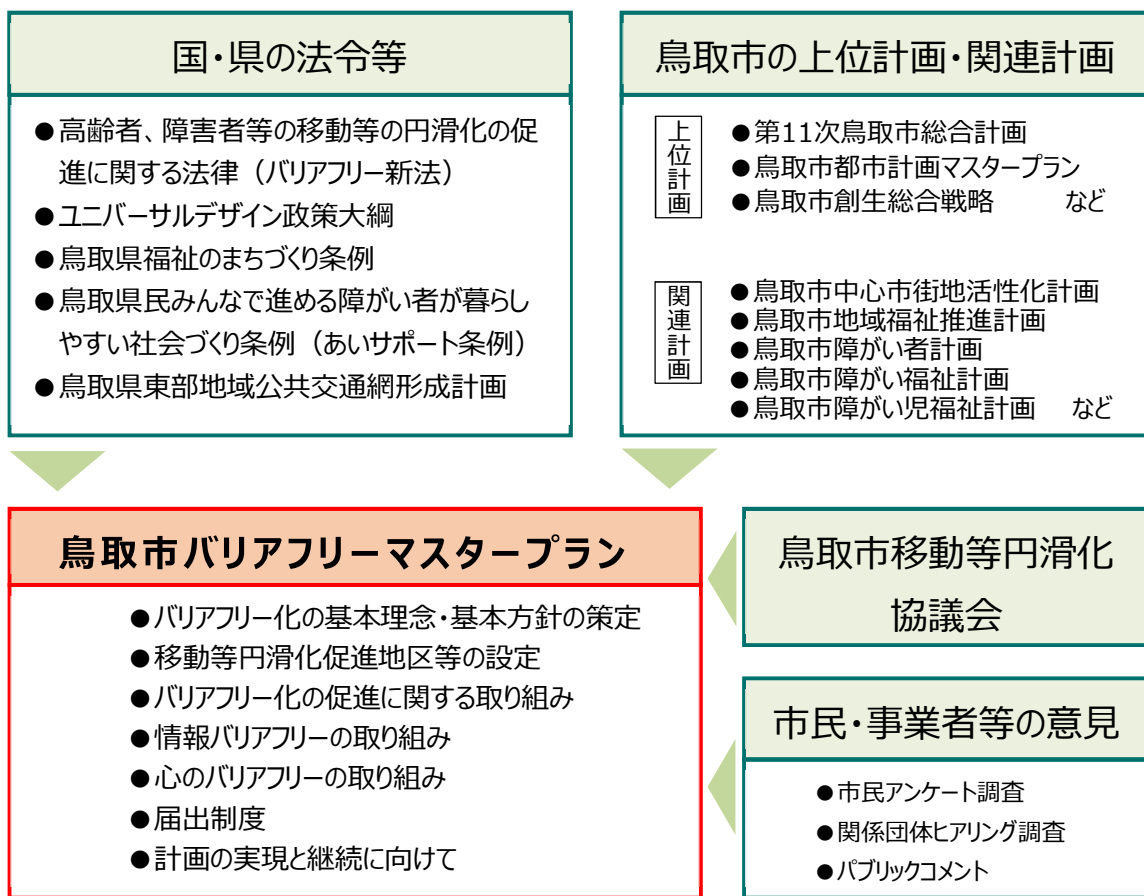 国・県の法令等
●高齢者、障害者等の移動等の円滑化の促
進に関する法律（バリアフリー新法）
●ユニバーサルデザイン政策大綱
●鳥取県福祉のまちづくり条例
●鳥取県民みんなで進める障がい者が暮らし
やすい社会づくり条例（あいサポート条例）
●鳥取県東部地域公共交通網形成計画
鳥取市の上位計画・関連計画
上位計画
●第11次鳥取市総合計画
●鳥取市都市計画マスタープラン
●鳥取市創生総合戦略　　など
関連計画
●鳥取市中心市街地活性化計画
●鳥取市地域福祉推進計画
●鳥取市障がい者計画
●鳥取市障がい福祉計画
●鳥取市障がい児福祉計画　など
鳥取市バリアフリーマスタープラン
●バリアフリー化の基本理念・基本方針の策定
●移動等円滑化促進地区等の設定
●バリアフリー化の促進に関する取り組み
●情報バリアフリーの取り組み
●心のバリアフリーの取り組み
●届出制度
●計画の実現と継続に向けて
鳥取市移動等円滑化
協議会
市民・事業者等の意見
●市民アンケート調査
●関係団体ヒアリング調査
●パブリックコメント